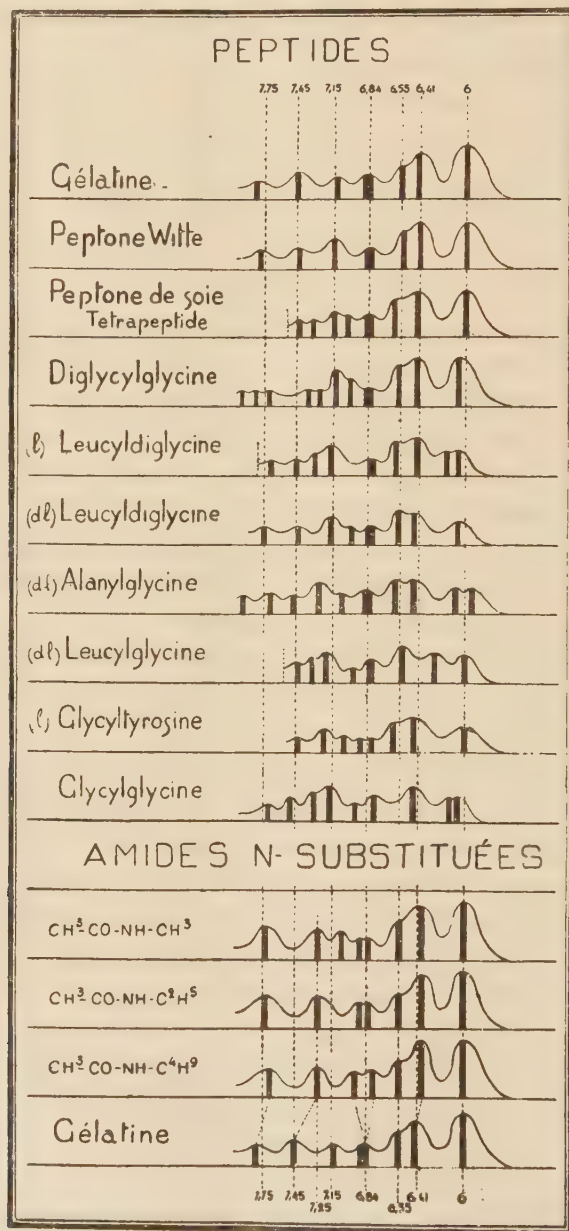 PEPTIDES
7,75 7,45 7,15 6,84 6,55 6,41 6
Gélatine
Peptone Witte
Peptone de soie
Tetrapeptide
Diglycylglycine
(l) Leucyldiglycine
(dl) Leucyldiglycine
(dl) Alanylglycine
(dl) Leucylglycine
(l) Glycyltyrosine
Glycylglycine
AMIDES N-SUBSTITUÉES
CH³-CO-NH-CH³
CH³-CO-NH-C²H⁵
CH³-CO-NH-C⁴H⁹
Gélatine
7,75 7,45 7,15 6,84 6,41 6
7,25 6,55